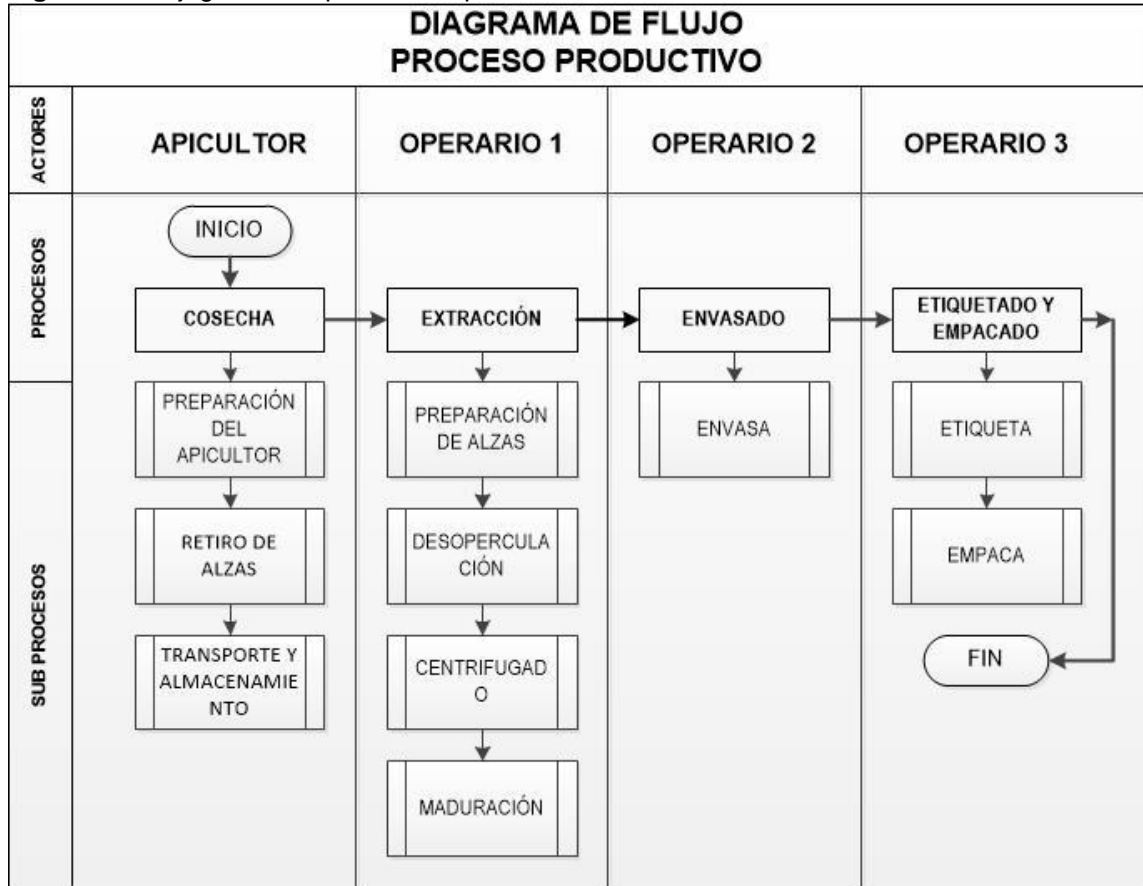 DIAGRAMA DE FLUJO
PROCESO PRODUCTIVO
ACTORES
APICULTOR
OPERARIO 1
OPERARIO 2
OPERARIO 3
PROCESOS
INICIO
COSECHA
EXTRACCIÓN
ENVASADO
ETIQUETADO Y
EMPACADO
SUB PROCESOS
PREPARACIÓN
DEL
APICULTOR
RETIRO DE
ALZAS
TRANSPORTE Y
ALMACENAMIE
NTO
PREPARACIÓN
DE ALZAS
DESOPERCULA
CIÓN
CENTRIFUGAD
O
MADURACIÓN
ENVASA
ETIQUETA
EMPACA
FIN